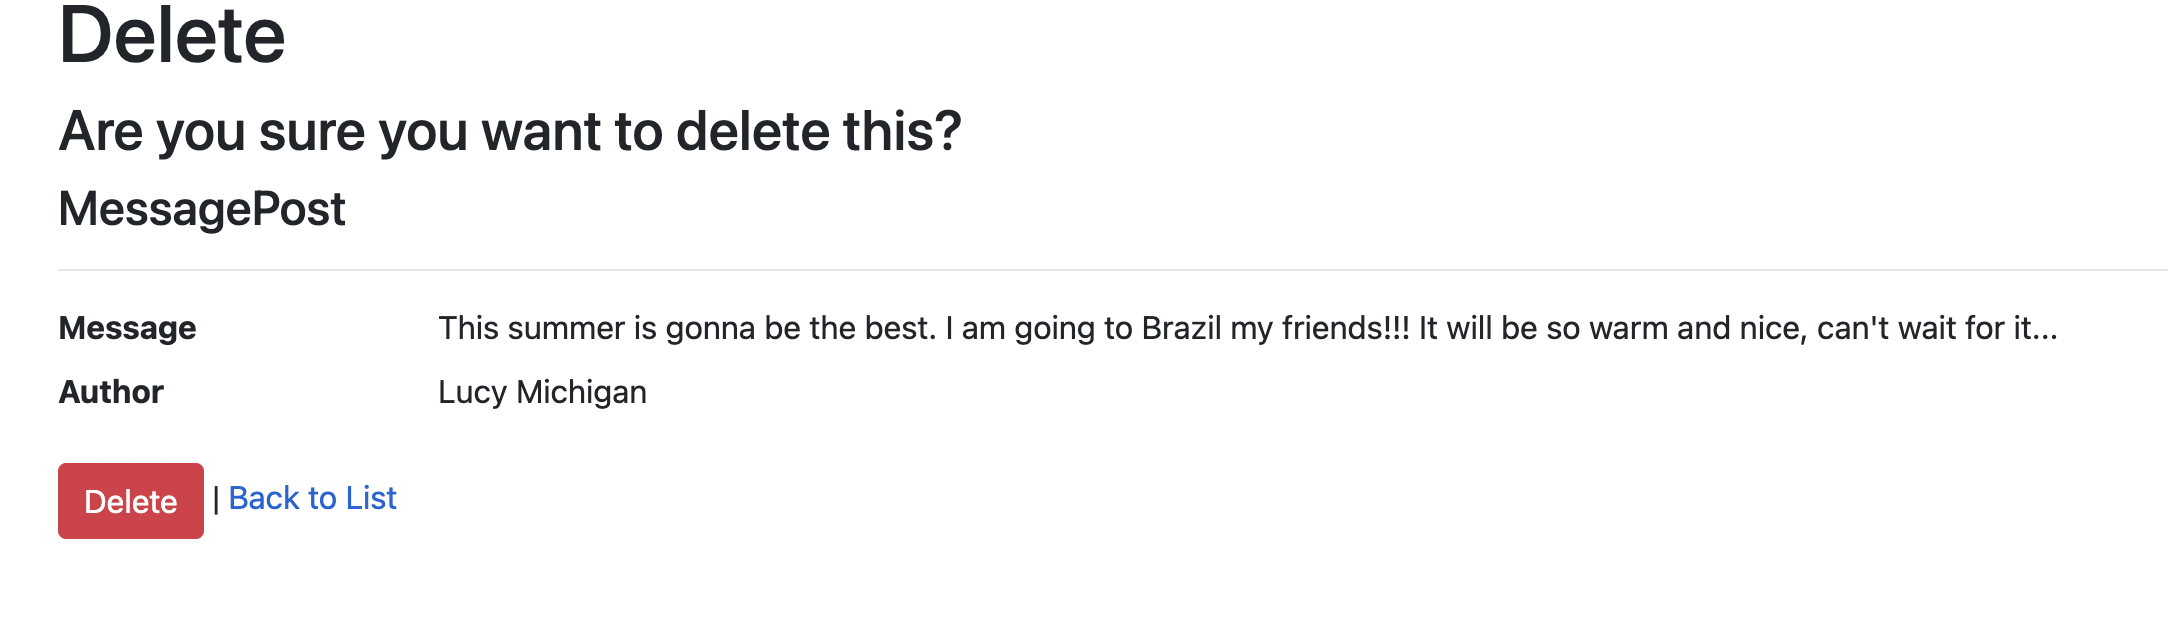 Delete
Are you sure you want to delete this?
MessagePost
Message This summer is gonna be the best. I am going to Brazil my friends!!! It will be so warm and nice, can't wait for it...
Author Lucy Michigan
Delete | Back to List